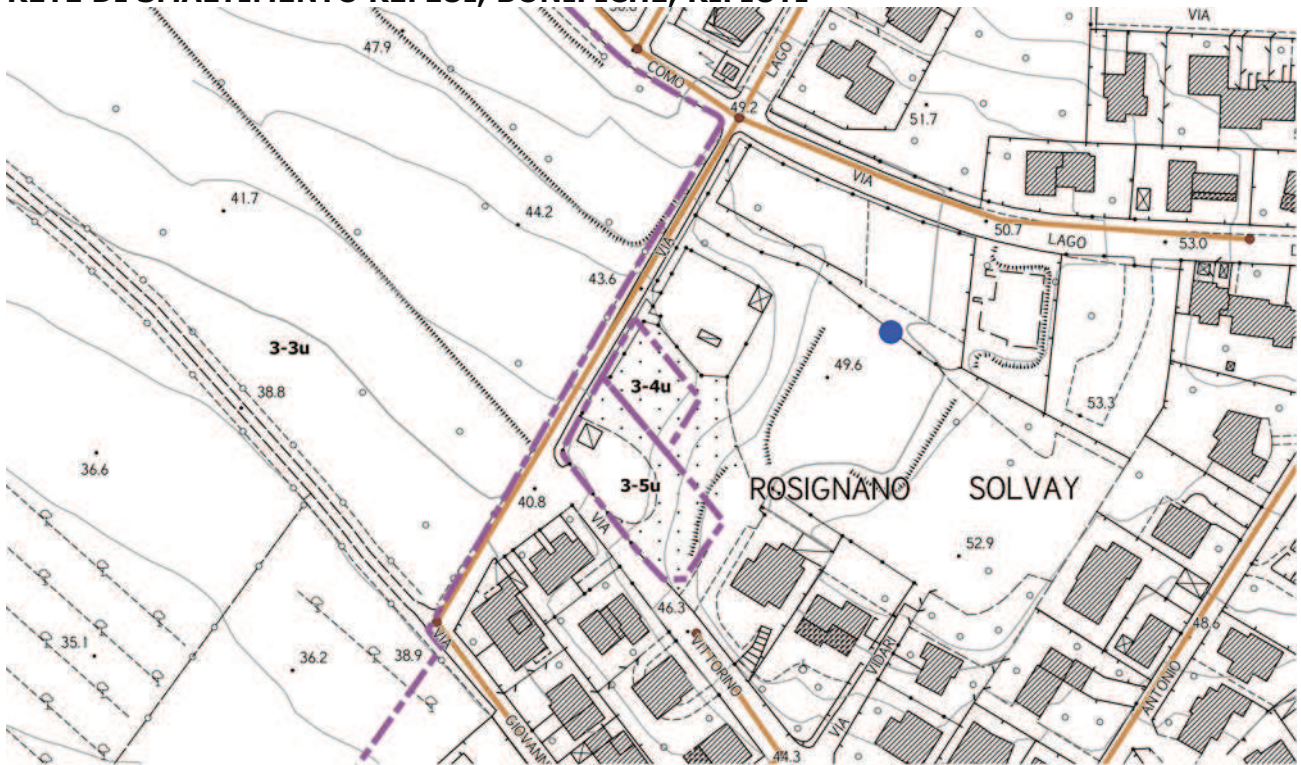 VIA
47.9
COMO
LAGO
49.2
51.7
VIA
41.7
44.2
50.7
LAGO
53.0
VIA
43.6
3-3u
38.8
3-4u
49.6
53.3
36.6
3-5u
ROSIGNANO SOLVAY
40.8
VIA
52.9
46.3
48.6
VIA
35.1
36.2
38.9
VITTORINO
VIDARI
VIA
ANTONIO
GIOVANN
44.3